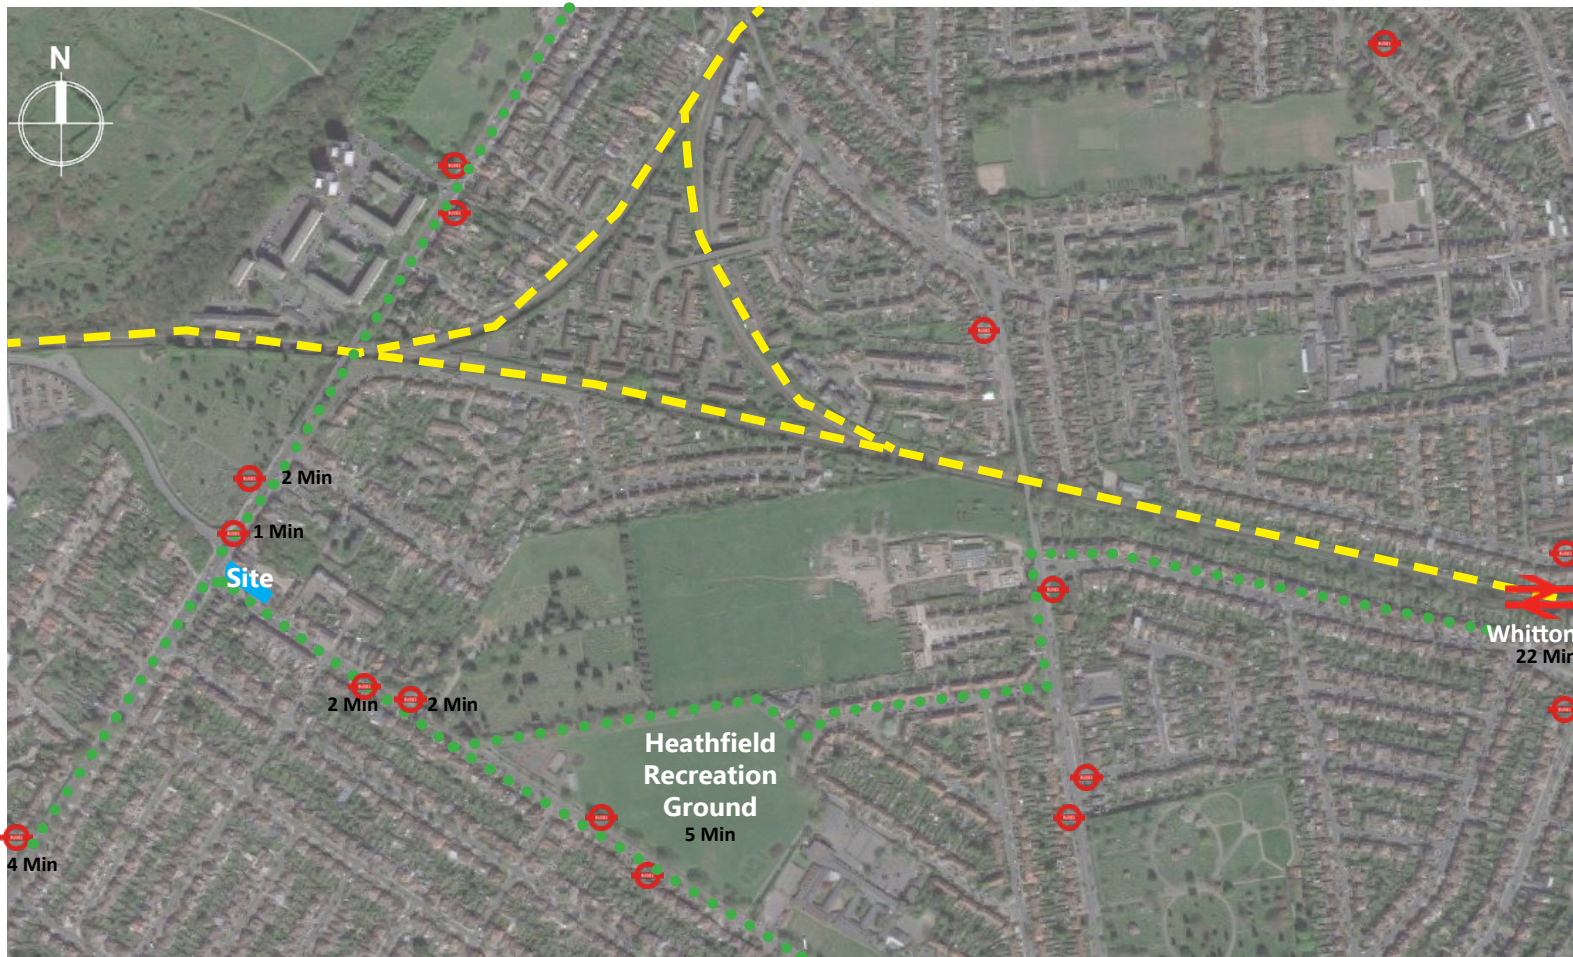 N
2 Min
1 Min
Site
Whitton
22 Min
2 Min
2 Min
Heathfield
Recreation
Ground
5 Min
4 Min